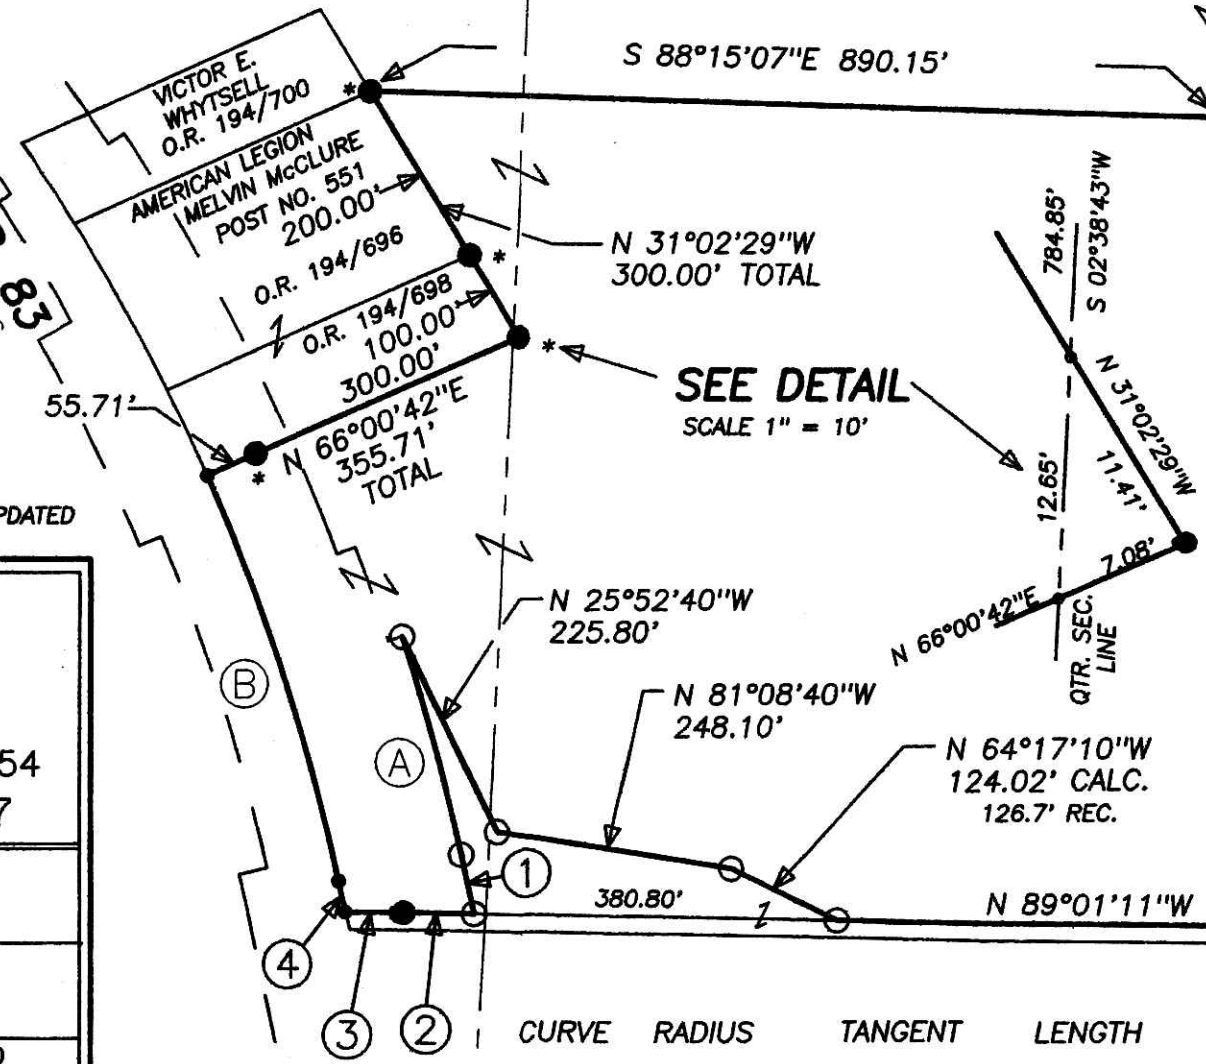 S 88°15'07"E 890.15'
VICTOR E.
WHYTSELL
O.R. 194/700
*
AMERICAN LEGION
MELVIN McCLURE
POST NO. 551
200.00'
O.R. 194/696
N 31°02'29"W
300.00' TOTAL
*
784.85'
S 02°38'43"W
83
O.R. 194/698
100.00'
300.00'
*
SEE DETAIL
SCALE 1" = 10'
N 31°02'29"W
11.41'
12.65'
55.71'
N 66°00'42"E
355.71'
TOTAL
*
PDATED
7.08'
N 66°00'42"E
QTR. SEC.
LINE
N 25°52'40"W
225.80'
B
A
N 81°08'40"W
248.10'
N 64°17'10"W
124.02' CALC.
126.7' REC.
54
7
1
380.80'
N 89°01'11"W
4
3
2
CURVE RADIUS TANGENT LENGTH